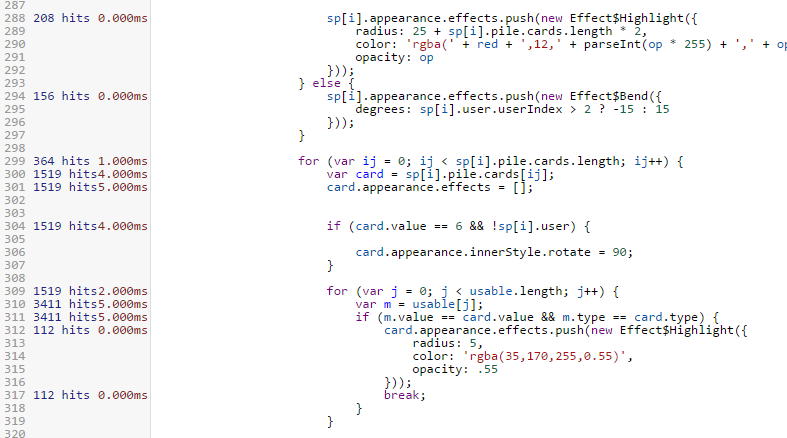 287
288 208 hits 0.000ms sp[i].appearance.effects.push(new Effect$Highlight({
289 radius: 25 + sp[i].pile.cards.length * 2,
290 color: 'rgba(' + red + ',12,' + parseInt(op * 255) + ',' + op
291 opacity: op
292 }));
293 } else {
294 156 hits 0.000ms sp[i].appearance.effects.push(new Effect$Bend({
295 degrees: sp[i].user.userIndex > 2 ? -15 : 15
296 }));
297 }
298
299 364 hits 1.000ms for (var ij = 0; ij < sp[i].pile.cards.length; ij++) {
300 1519 hits4.000ms var card = sp[i].pile.cards[ij];
301 1519 hits5.000ms card.appearance.effects = [];
302
303
304 1519 hits4.000ms if (card.value == 6 && !sp[i].user) {
305
306 card.appearance.innerStyle.rotate = 90;
307 }
308
309 1519 hits2.000ms for (var j = 0; j < usable.length; j++) {
310 3411 hits5.000ms var m = usable[j];
311 3411 hits5.000ms if (m.value == card.value && m.type == card.type) {
312 112 hits 0.000ms card.appearance.effects.push(new Effect$Highlight({
313 radius: 5,
314 color: 'rgba(35,170,255,0.55)',
315 opacity: .55
316 }));
317 112 hits 0.000ms break;
318 }
319 }
320